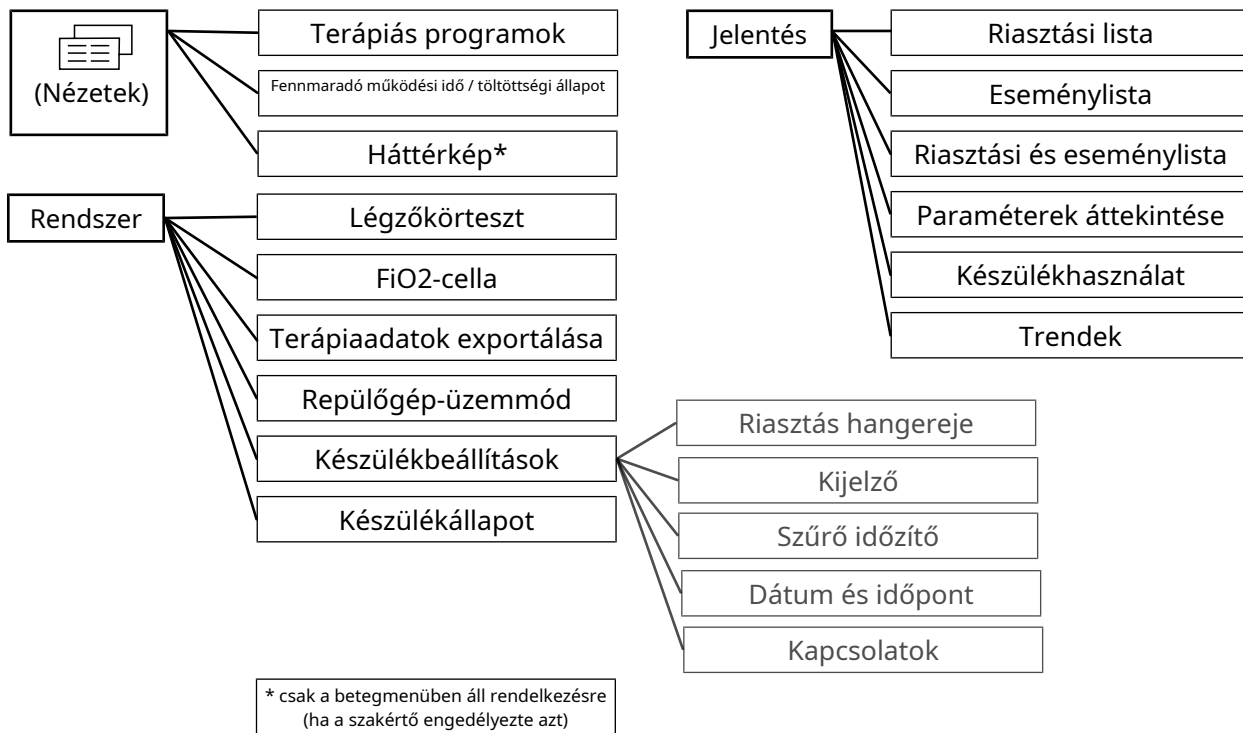 (Nézetek)
Terápiás programok
Fennmaradó működési idő / töltöttségi állapot
Háttérkép*
Rendszer
Légzőkörteszt
FiO2-cella
Terápiaadatok exportálása
Repülőgép-üzemmód
Készülékbeállítások
Készülékállapot
Riasztás hangereje
Kijelző
Szűrő időzítő
Dátum és időpont
Kapcsolatok
Jelentés
Riasztási lista
Eseménylista
Riasztási és eseménylista
Paraméterek áttekintése
Készülékhasználat
Trendek
* csak a betegmenüben áll rendelkezésre
(ha a szakértő engedélyezte azt)